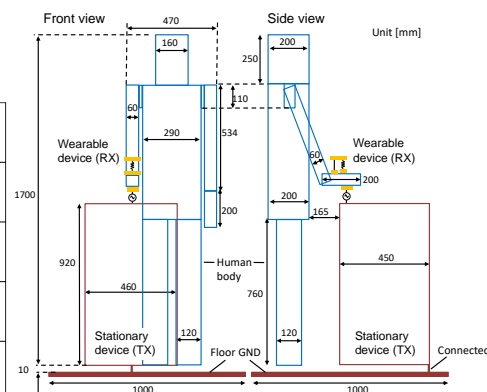 Front view
470
Side view
Unit [mm]
160
200
250
110
60
290
534
Wearable
device (RX)
60
Wearable
device (RX)
200
1700
200
200
165
920
460
Human
body
760
450
120
120
Stationary
device (TX)
Floor GND
Stationary
device (TX)
Connected
10
1000
1000